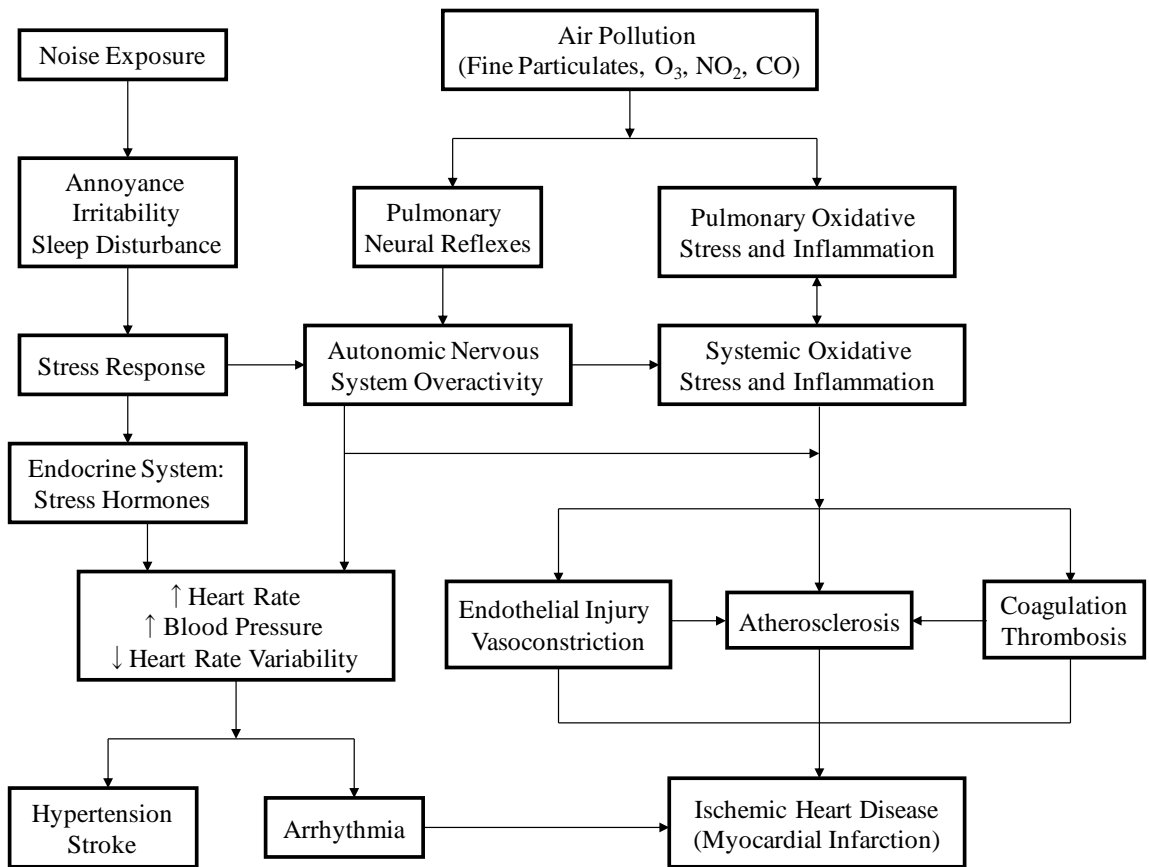 Noise Exposure
Air Pollution
(Fine Particulates, O₃, NO₂, CO)
Annoyance
Irritability
Sleep Disturbance
Pulmonary
Neural Reflexes
Pulmonary Oxidative
Stress and Inflammation
Stress Response
Autonomic Nervous
System Overactivity
Systemic Oxidative
Stress and Inflammation
Endocrine System:
Stress Hormones
↑ Heart Rate
↑ Blood Pressure
↓ Heart Rate Variability
Endothelial Injury
Vasoconstriction
Atherosclerosis
Coagulation
Thrombosis
Hypertension
Stroke
Arrhythmia
Ischemic Heart Disease
(Myocardial Infarction)